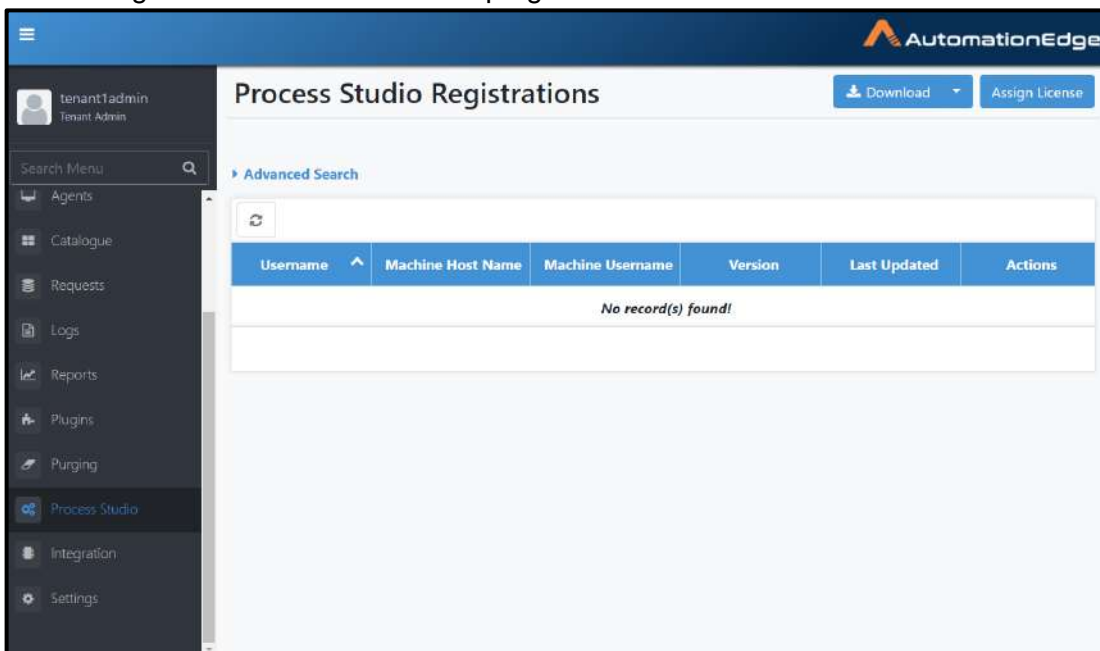 AutomationEdge
tenant1admin
Tenant Admin
Process Studio Registrations
Download
Assign License
Search Menu
Advanced Search
Agents
Catalogue
Requests
Logs
Reports
Plugins
Purging
Process Studio
Integration
Settings
Username Machine Host Name Machine Username Version Last Updated Actions
No record(s) found!